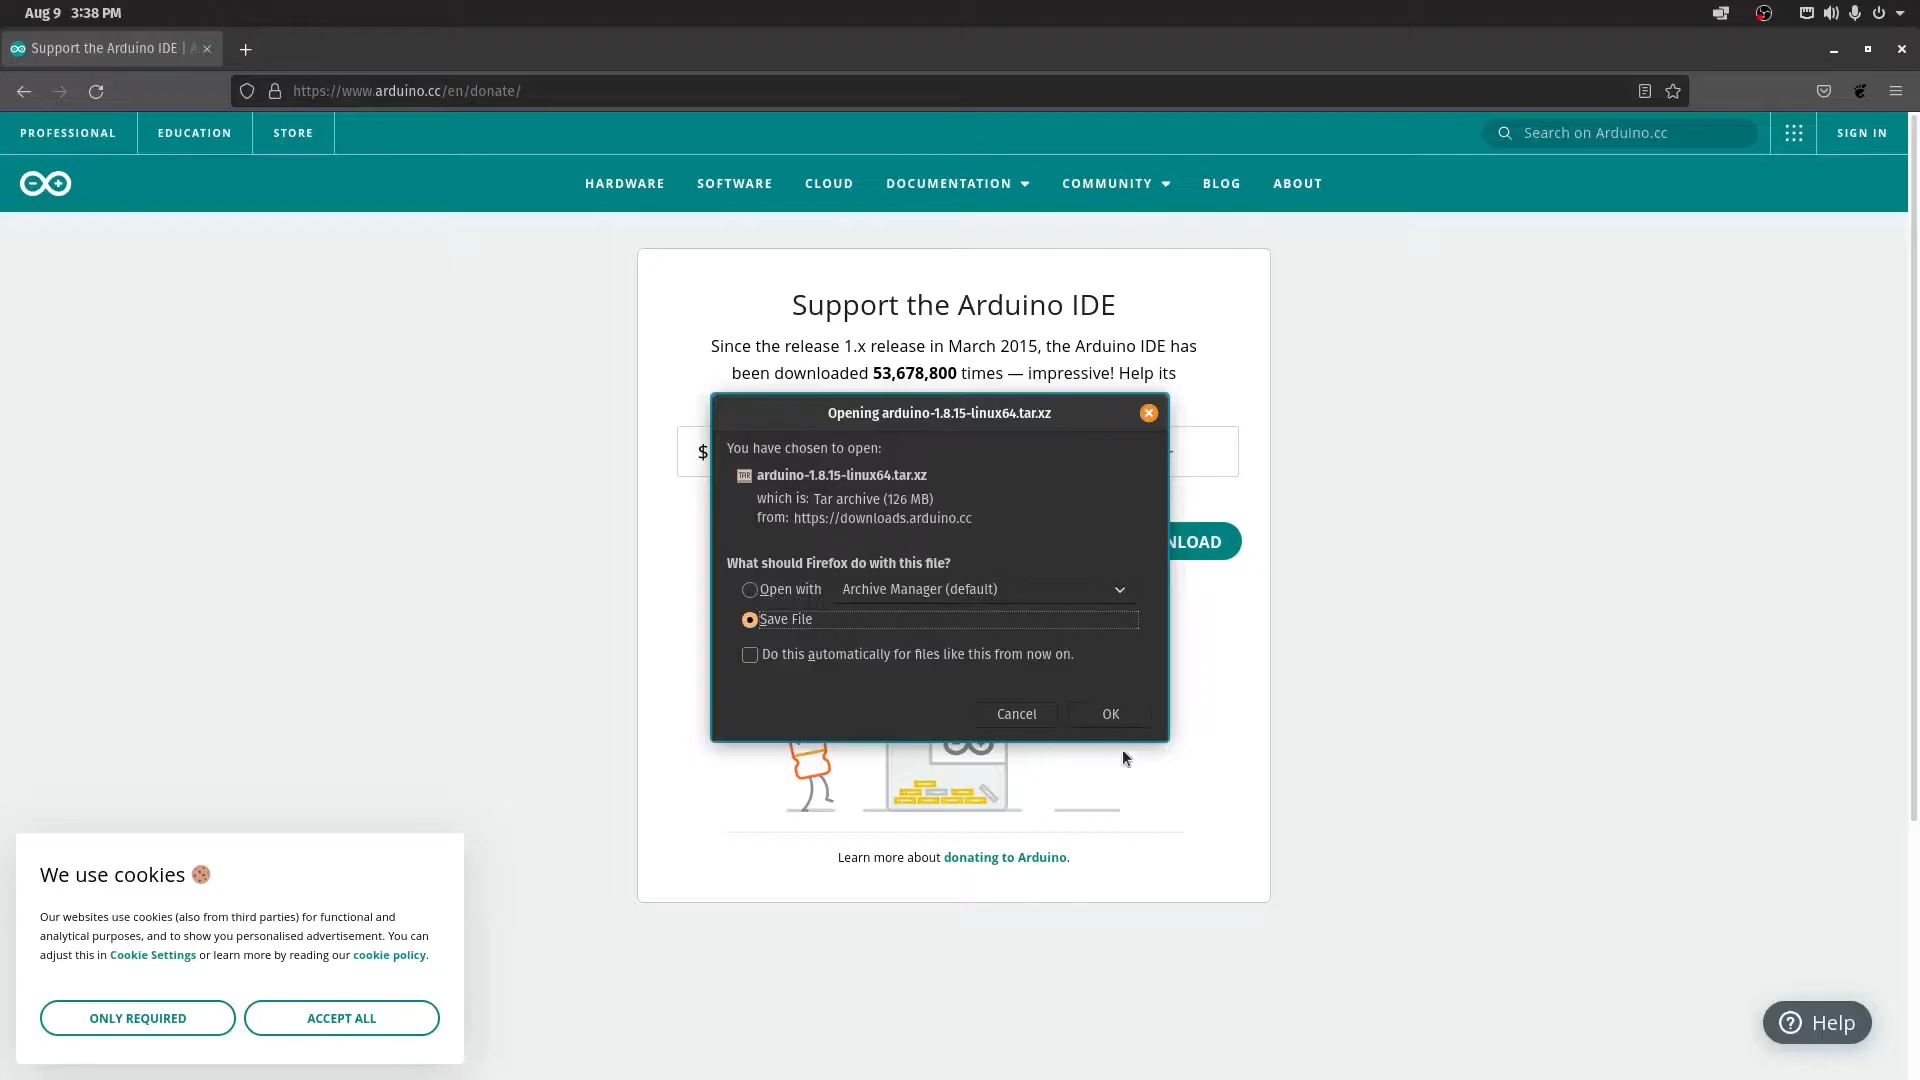 Aug 9 3:38 PM
Support the Arduino IDE |
https://www.arduino.cc/en/donate/
PROFESSIONAL
EDUCATION
STORE
Search on Arduino.cc
SIGN IN
HARDWARE
SOFTWARE
CLOUD
DOCUMENTATION
COMMUNITY
BLOG
ABOUT
Support the Arduino IDE
Since the release 1.x release in March 2015, the Arduino IDE has
been downloaded 53,678,800 times — impressive! Help its
$
Opening arduino-1.8.15-linux64.tar.xz
You have chosen to open:
TAR arduino-1.8.15-linux64.tar.xz
which is: Tar archive (126 MB)
from: https://downloads.arduino.cc
NLOAD
What should Firefox do with this file?
Open with Archive Manager (default)
Save File
Do this automatically for files like this from now on.
Cancel
OK
Learn more about donating to Arduino.
We use cookies
Our websites use cookies (also from third parties) for functional and
analytical purposes, and to show you personalised advertisement. You can
adjust this in Cookie Settings or learn more by reading our cookie policy.
ONLY REQUIRED
ACCEPT ALL
Help